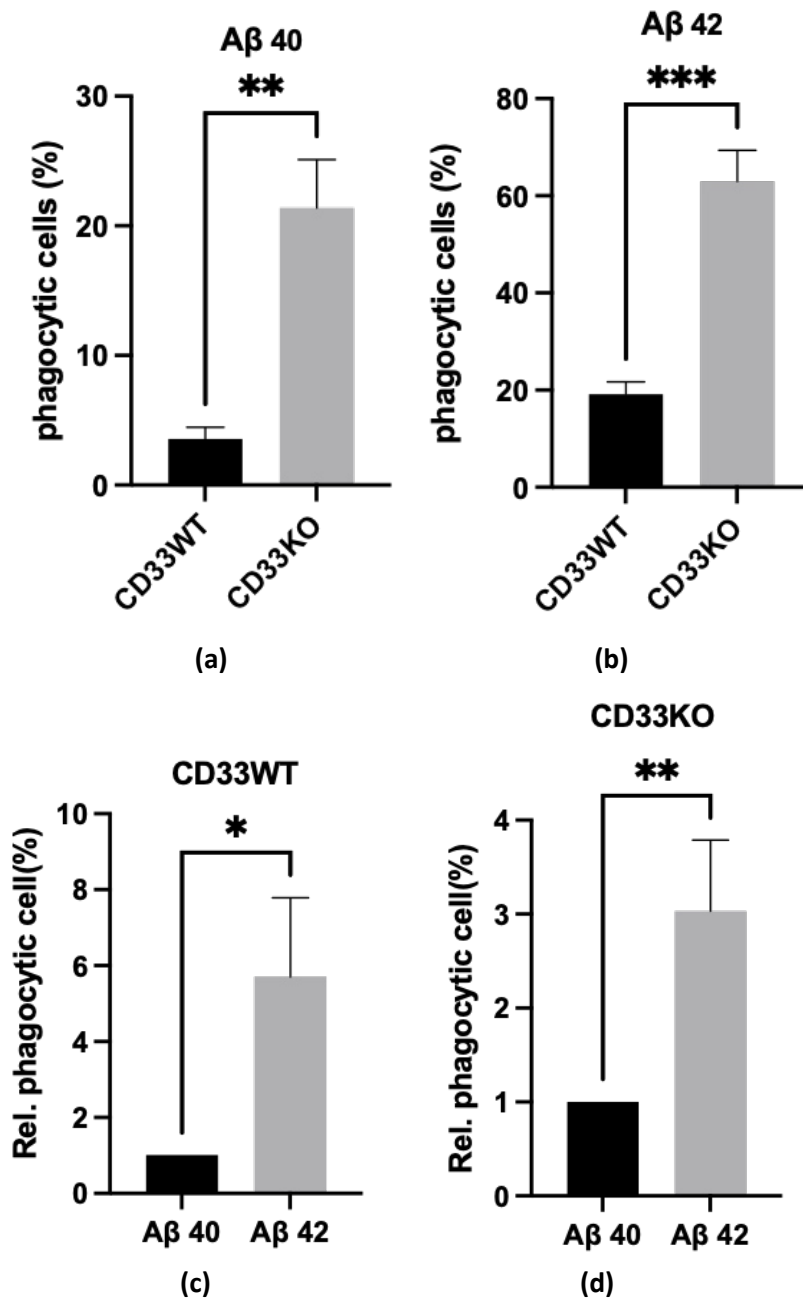 Aβ 40
**
phagocytic cells (%)
30
20
10
0
CD33WT
CD33KO
(a)
Aβ 42
***
phagocytic cells (%)
80
60
40
20
0
CD33WT
CD33KO
(b)
CD33WT
*
Rel. phagocytic cell(%)
10
8
6
4
2
0
Aβ 40 Aβ 42
(c)
CD33KO
**
Rel. phagocytic cell(%)
4
3
2
1
0
Aβ 40 Aβ 42
(d)